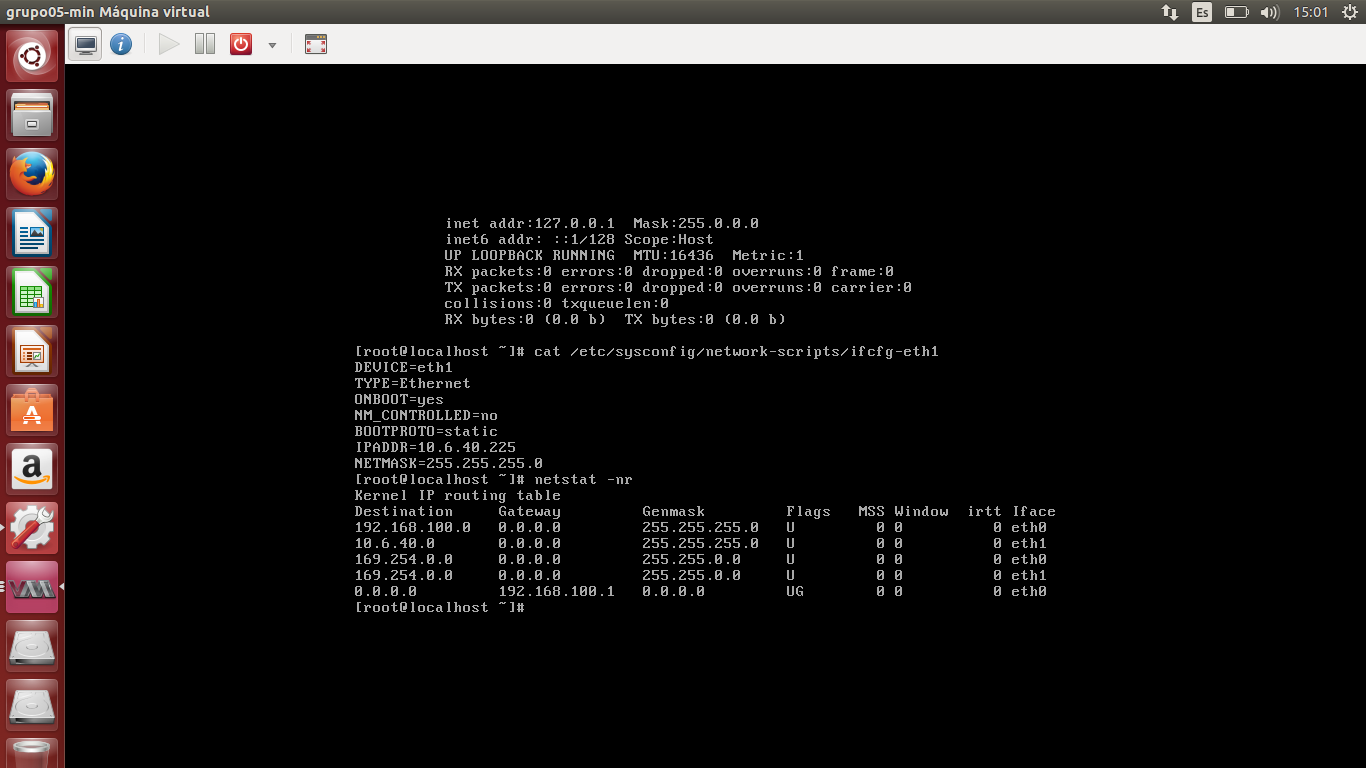 grupo05-min Máquina virtual
Es
15:01
inet addr:127.0.0.1  Mask:255.0.0.0
inet6 addr: ::1/128 Scope:Host
UP LOOPBACK RUNNING  MTU:16436  Metric:1
RX packets:0 errors:0 dropped:0 overruns:0 frame:0
TX packets:0 errors:0 dropped:0 overruns:0 carrier:0
collisions:0 txqueuelen:0
RX bytes:0 (0.0 b)  TX bytes:0 (0.0 b)
[root@localhost ~]# cat /etc/sysconfig/network-scripts/ifcfg-eth1
DEVICE=eth1
TYPE=Ethernet
ONBOOT=yes
NM_CONTROLLED=no
BOOTPROTO=static
IPADDR=10.6.40.225
NETMASK=255.255.255.0
[root@localhost ~]# netstat -nr
Kernel IP routing table
Destination     Gateway         Genmask         Flags   MSS Window  irtt Iface
192.168.100.0   0.0.0.0         255.255.255.0   U         0 0          0 eth0
10.6.40.0       0.0.0.0         255.255.255.0   U         0 0          0 eth1
169.254.0.0     0.0.0.0         255.255.0.0     U         0 0          0 eth0
169.254.0.0     0.0.0.0         255.255.0.0     U         0 0          0 eth1
0.0.0.0         192.168.100.1   0.0.0.0         UG        0 0          0 eth0
[root@localhost ~]#